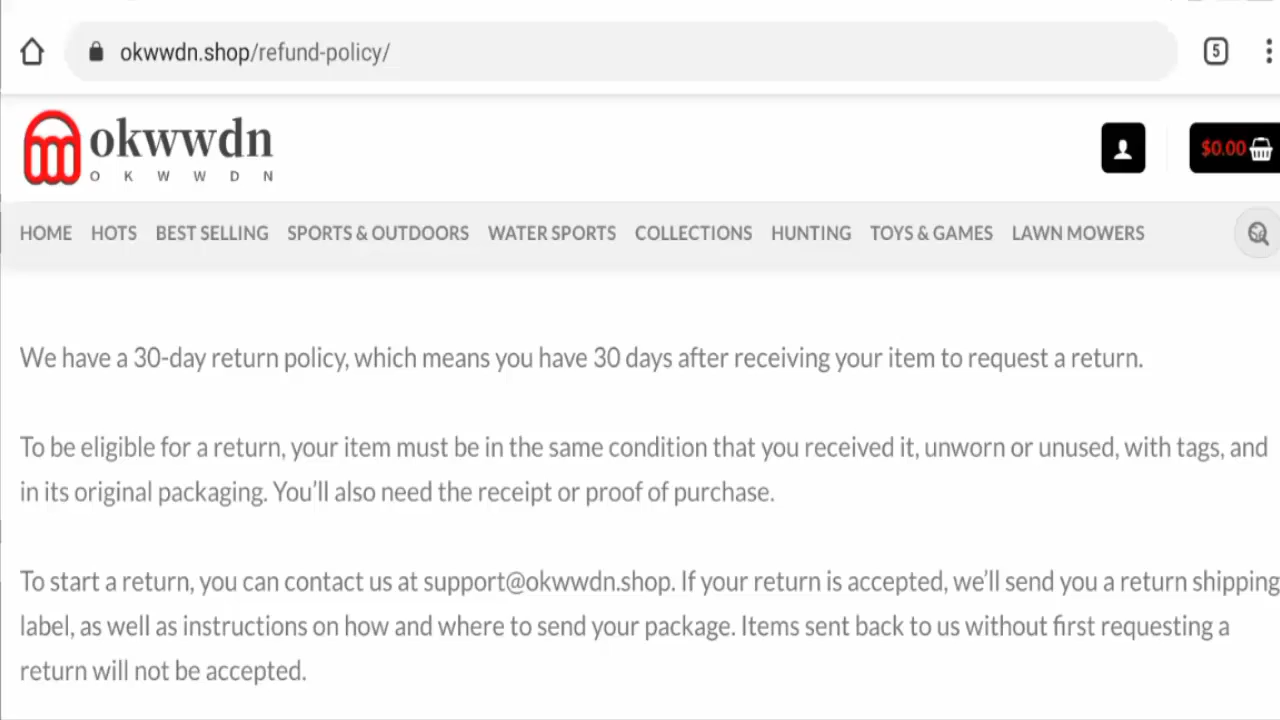 okwwdn.shop/refund-policy/
5
okwwdn
O K W W D N
$0.00
HOME HOTS BEST SELLING SPORTS & OUTDOORS WATER SPORTS COLLECTIONS HUNTING TOYS & GAMES LAWN MOWERS
We have a 30-day return policy, which means you have 30 days after receiving your item to request a return.
To be eligible for a return, your item must be in the same condition that you received it, unworn or unused, with tags, and
in its original packaging. You’ll also need the receipt or proof of purchase.
To start a return, you can contact us at support@okwwdn.shop. If your return is accepted, we’ll send you a return shipping
label, as well as instructions on how and where to send your package. Items sent back to us without first requesting a
return will not be accepted.